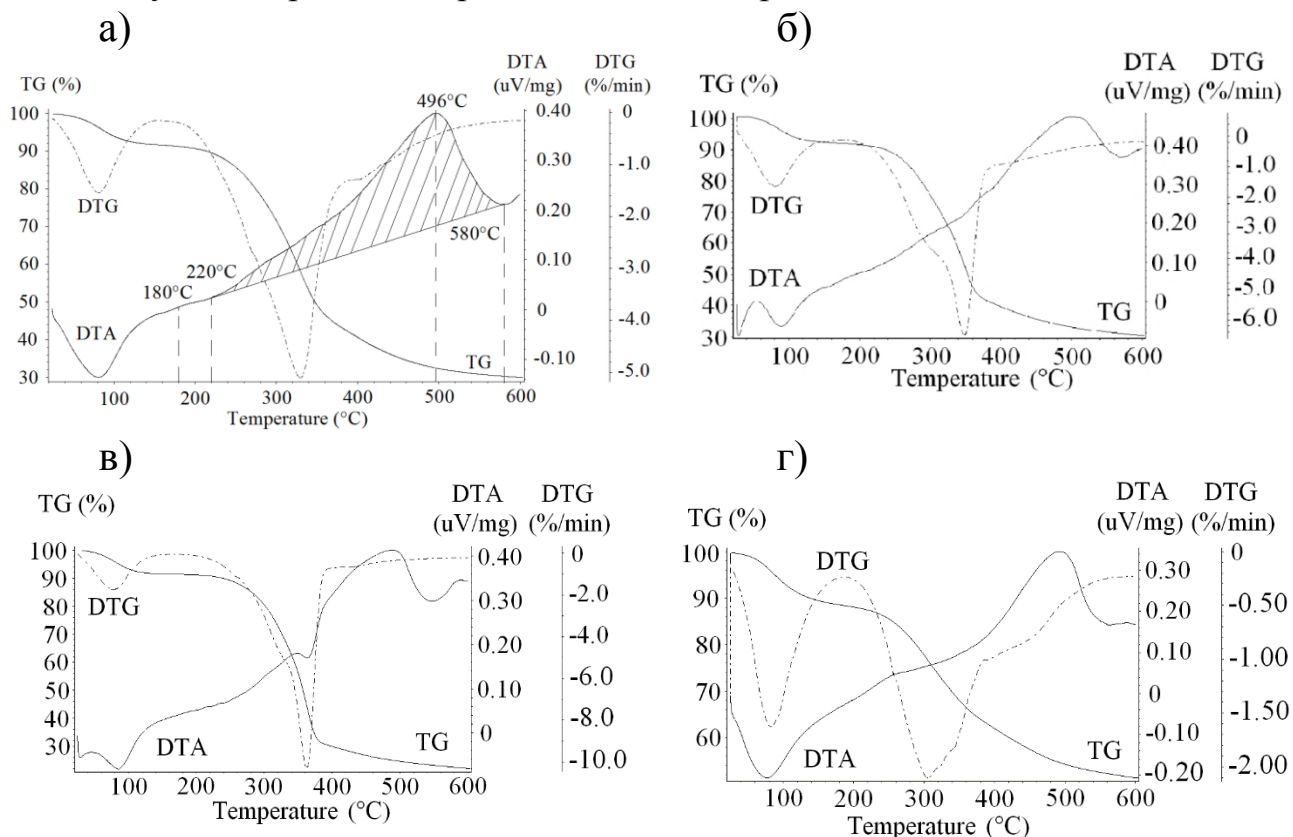 а)
TG (%)
DTA
(uV/mg)
DTG
(%/min)
100
90
80
70
60
50
40
30
496°C
580°C
220°C
180°C
DTG
DTA
TG
0.40
0.30
0.20
0.10
0
-0.10
0
-1.0
-2.0
-3.0
-4.0
-5.0
100 200 300 400 500 600
Temperature (°C)
б)
TG (%)
DTA
(uV/mg)
DTG
(%/min)
100
90
80
70
60
50
40
30
DTG
DTA
TG
0.40
0.30
0.20
0.10
0
0
-1.0
-2.0
-3.0
-4.0
-5.0
-6.0
100 200 300 400 500 600
Temperature (°C)
в)
TG (%)
DTA
(uV/mg)
DTG
(%/min)
100
90
80
70
60
50
40
30
DTG
DTA
TG
0.40
0.30
0.20
0.10
0
0
-2.0
-4.0
-6.0
-8.0
-10.0
100 200 300 400 500 600
Temperature (°C)
г)
TG (%)
DTA
(uV/mg)
DTG
(%/min)
100
90
80
70
60
DTG
DTA
TG
0.30
0.20
0.10
0
-0.10
-0.20
0
-0.50
-1.00
-1.50
-2.00
100 200 300 400 500 600
Temperature (°C)